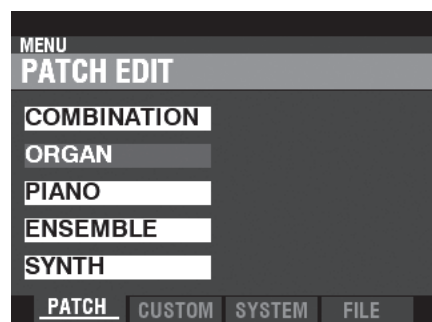 MENU
PATCH EDIT
COMBINATION
ORGAN
PIANO
ENSEMBLE
SYNTH
PATCH CUSTOM SYSTEM FILE